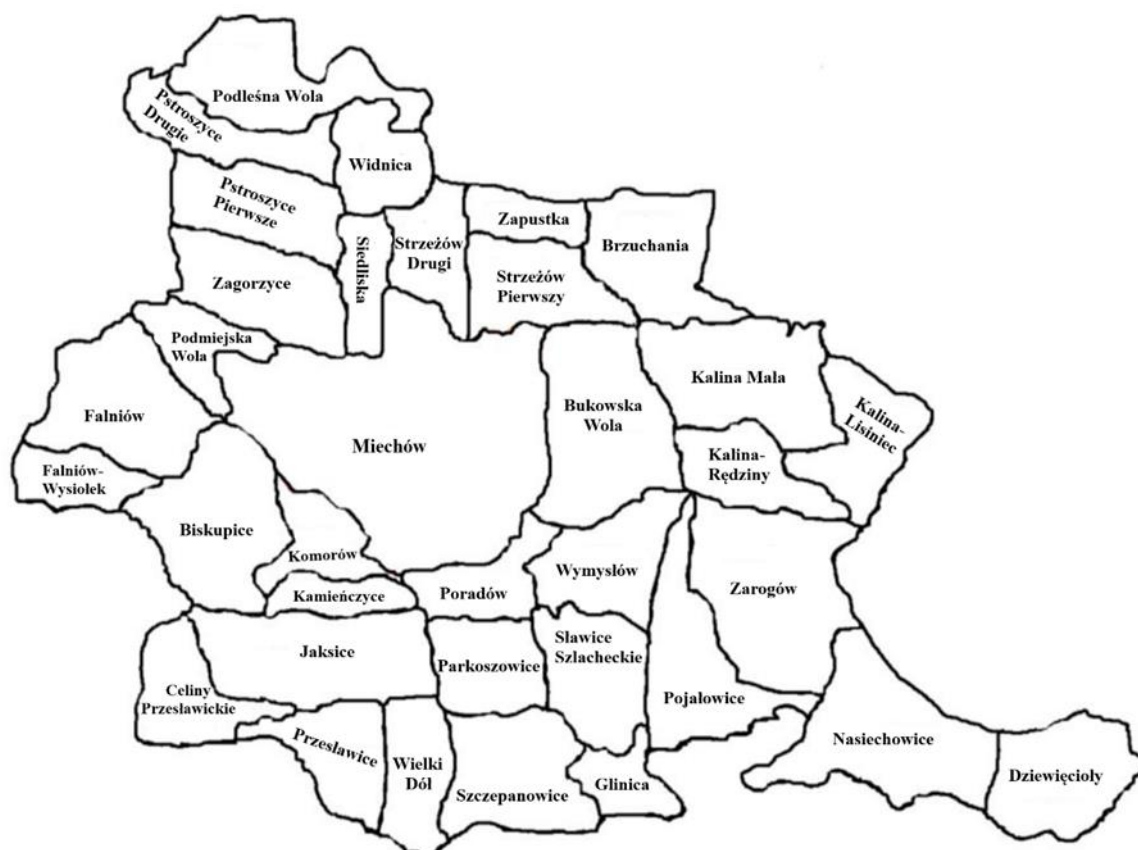 Podleśna Wola
Pstroszyce
Drugie
Widnica
Pstroszyce
Pierwsze
Siedliska
Strzeżów
Drugi
Zapustka
Brzuchania
Strzeżów
Pierwszy
Zagorzyce
Podmiejska
Wola
Falniów
Miechów
Bukowska
Wola
Kalina Mała
Kalina-
Lisiniec
Kalina-
Rędziny
Falniów-
Wysiołek
Biskupice
Komorów
Kamieńczyce
Poradów
Wymysłów
Zarogów
Jaksice
Parkoszowice
Sławice
Szlacheckie
Celiny
Przesławickie
Pojałowice
Przesławice
Wielki
Dół
Szczepanowice
Glinica
Nasiechowice
Dziewięcioły